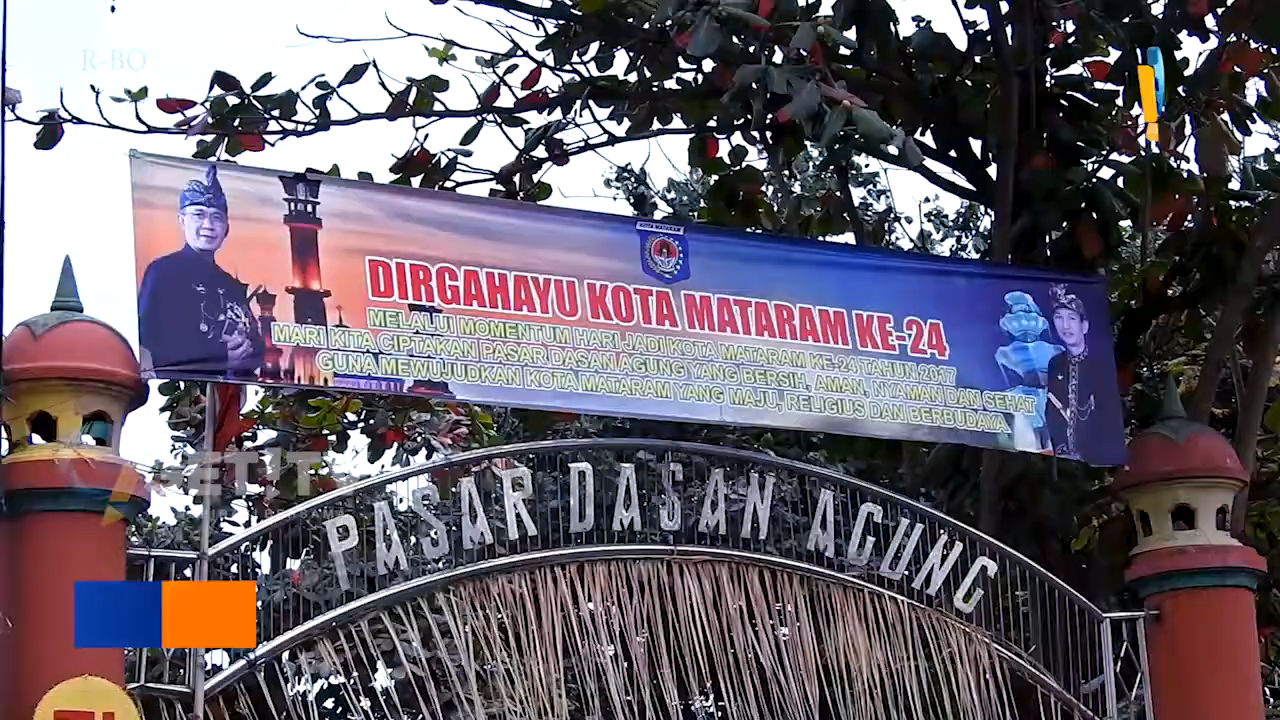 R-BO
KOTA MATARAM
DIRGAHAYU KOTA MATARAM KE-24
MELALUI MOMENTUM HARI JADI KOTA MATARAM KE-24 TAHUN 2017
MARI KITA CIPTAKAN PASAR DASAN AGUNG YANG BERSIH, AMAN, NYAMAN DAN SEHAT
GUNA MEWUJUDKAN KOTA MATARAM YANG MAJU, RELIGIUS DAN BERBUDAYA
PASAR DASAN AGUNG